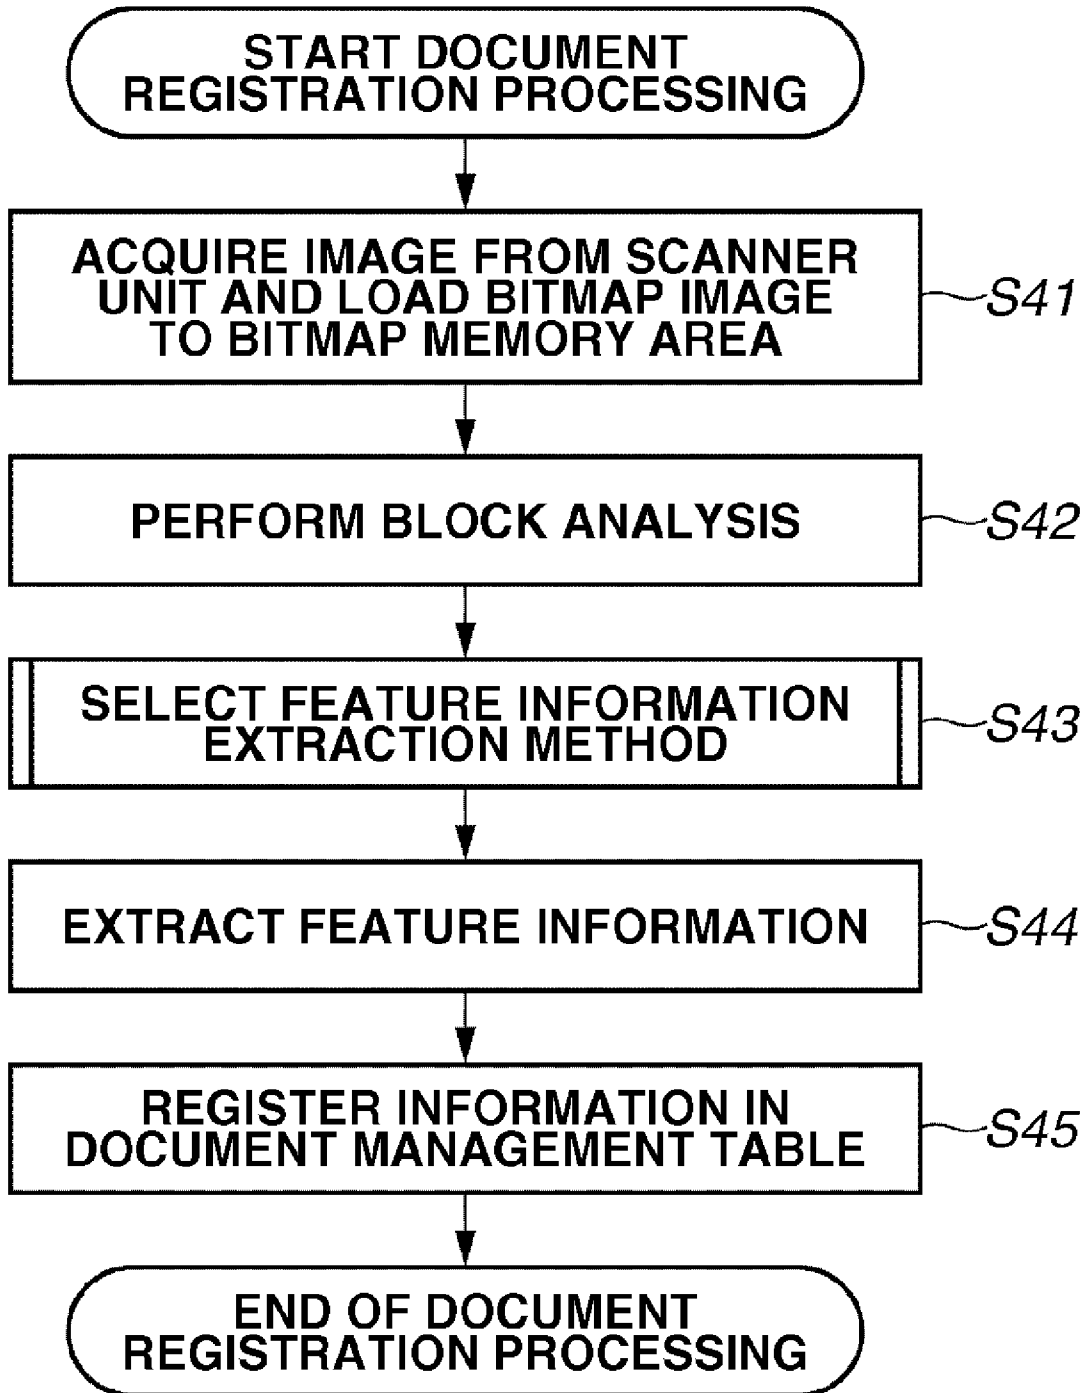 START DOCUMENT
REGISTRATION PROCESSING
ACQUIRE IMAGE FROM SCANNER
UNIT AND LOAD BITMAP IMAGE
TO BITMAP MEMORY AREA
S41
PERFORM BLOCK ANALYSIS
S42
SELECT FEATURE INFORMATION
EXTRACTION METHOD
S43
EXTRACT FEATURE INFORMATION
S44
REGISTER INFORMATION IN
DOCUMENT MANAGEMENT TABLE
S45
END OF DOCUMENT
REGISTRATION PROCESSING